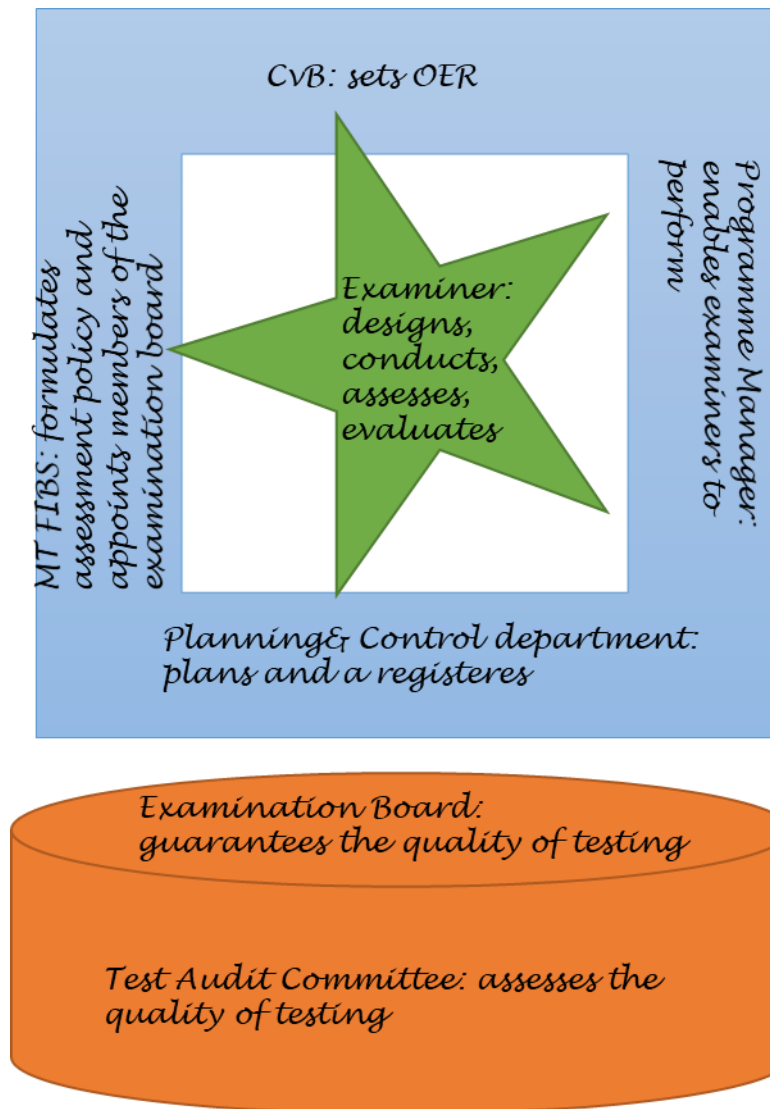 CvB: sets OER
Programme Manager:
enables examiners to
perform
MT FIBS: formulates
assessment policy and
appoints members of the
examination board
Examiner:
designs,
conducts,
assesses,
evaluates
Planning& Control department:
plans and a registeres
Examination Board:
guarantees the quality of testing
Test Audit Committee: assesses the
quality of testing